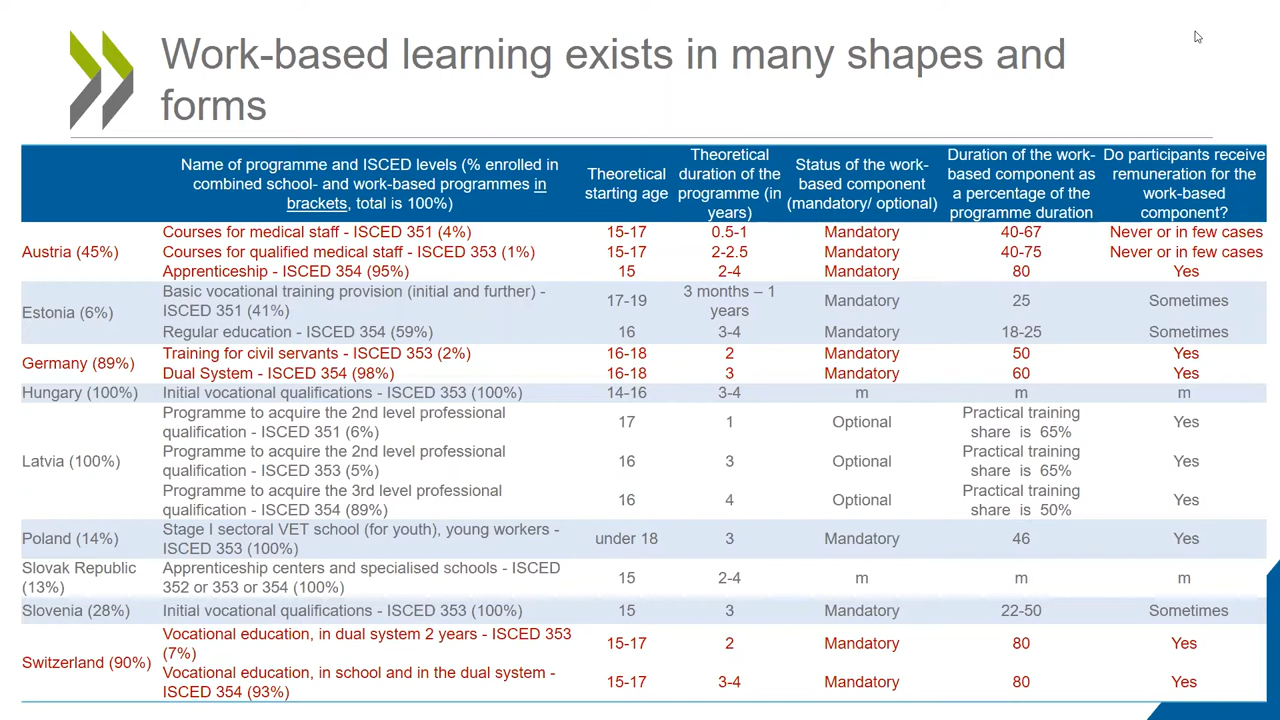 Work-based learning exists in many shapes and
forms
Name of programme and ISCED levels (% enrolled in
combined school- and work-based programmes in
brackets, total is 100%)
Theoretical
starting age
Theoretical
duration of the
programme (in
years)
Status of the work-
based component
(mandatory/ optional)
Duration of the work-
based component as
a percentage of the
programme duration
Do participants receive
remuneration for the
work-based
component?
Austria (45%)
Courses for medical staff - ISCED 351 (4%)
15-17
0.5-1
Mandatory
40-67
Never or in few cases
Courses for qualified medical staff - ISCED 353 (1%)
15-17
2-2.5
Mandatory
40-75
Never or in few cases
Apprenticeship - ISCED 354 (95%)
15
2-4
Mandatory
80
Yes
Estonia (6%)
Basic vocational training provision (initial and further) -
ISCED 351 (41%)
17-19
3 months – 1
years
Mandatory
25
Sometimes
Regular education - ISCED 354 (59%)
16
3-4
Mandatory
18-25
Sometimes
Germany (89%)
Training for civil servants - ISCED 353 (2%)
16-18
2
Mandatory
50
Yes
Dual System - ISCED 354 (98%)
16-18
3
Mandatory
60
Yes
Hungary (100%)
Initial vocational qualifications - ISCED 353 (100%)
14-16
3-4
m
m
m
Latvia (100%)
Programme to acquire the 2nd level professional
qualification - ISCED 351 (6%)
17
1
Optional
Practical training
share is 65%
Yes
Programme to acquire the 2nd level professional
qualification - ISCED 353 (5%)
16
3
Optional
Practical training
share is 65%
Yes
Programme to acquire the 3rd level professional
qualification - ISCED 354 (89%)
16
4
Optional
Practical training
share is 50%
Yes
Poland (14%)
Stage I sectoral VET school (for youth), young workers -
ISCED 353 (100%)
under 18
3
Mandatory
46
Yes
Slovak Republic
(13%)
Apprenticeship centers and specialised schools - ISCED
352 or 353 or 354 (100%)
15
2-4
m
m
m
Slovenia (28%)
Initial vocational qualifications - ISCED 353 (100%)
15
3
Mandatory
22-50
Sometimes
Switzerland (90%)
Vocational education, in dual system 2 years - ISCED 353
(7%)
15-17
2
Mandatory
80
Yes
Vocational education, in school and in the dual system -
ISCED 354 (93%)
15-17
3-4
Mandatory
80
Yes